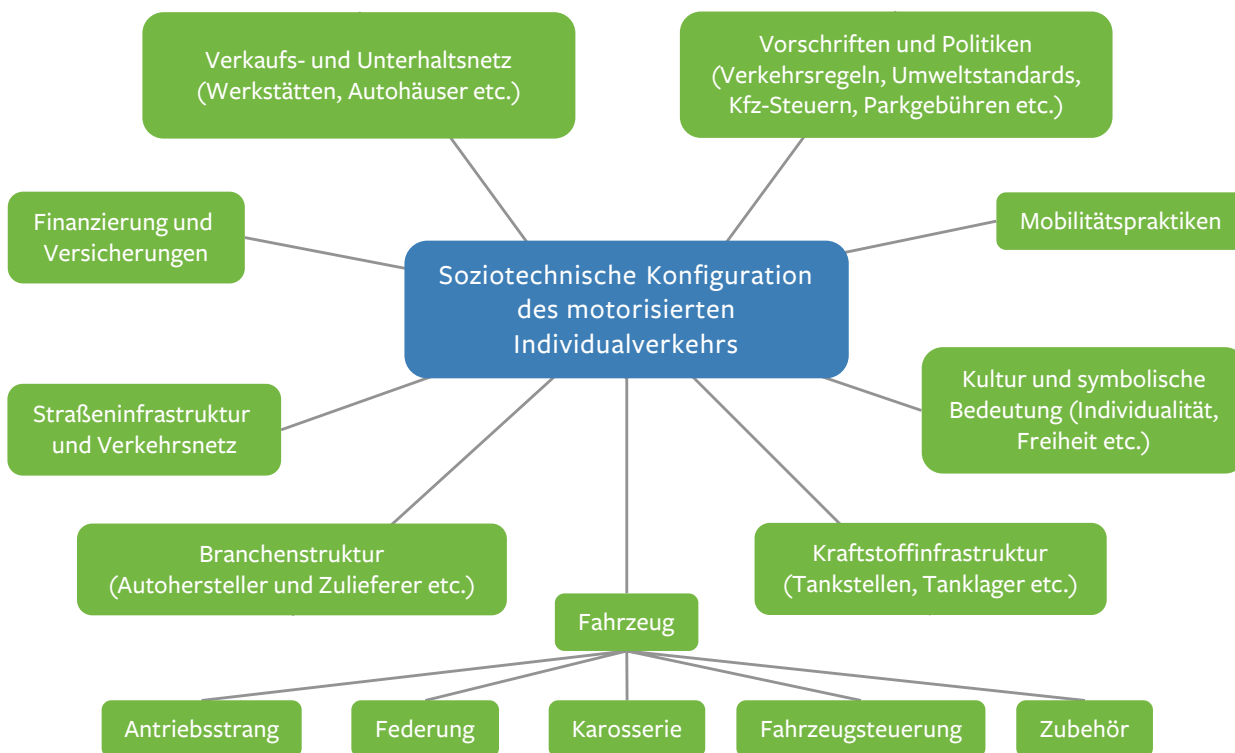 Verkaufs- und Unterhaltsnetz
(Werkstätten, Autohäuser etc.)
Vorschriften und Politiken
(Verkehrsregeln, Umweltstandards,
Kfz-Steuern, Parkgebühren etc.)
Finanzierung und
Versicherungen
Mobilitätspraktiken
Soziotechnische Konfiguration
des motorisierten
Individualverkehrs
Straßeninfrastruktur
und Verkehrsnetz
Kultur und symbolische
Bedeutung (Individualität,
Freiheit etc.)
Branchenstruktur
(Autohersteller und Zulieferer etc.)
Kraftstoffinfrastruktur
(Tankstellen, Tanklager etc.)
Fahrzeug
Antriebsstrang
Federung
Karosserie
Fahrzeugsteuerung
Zubehör